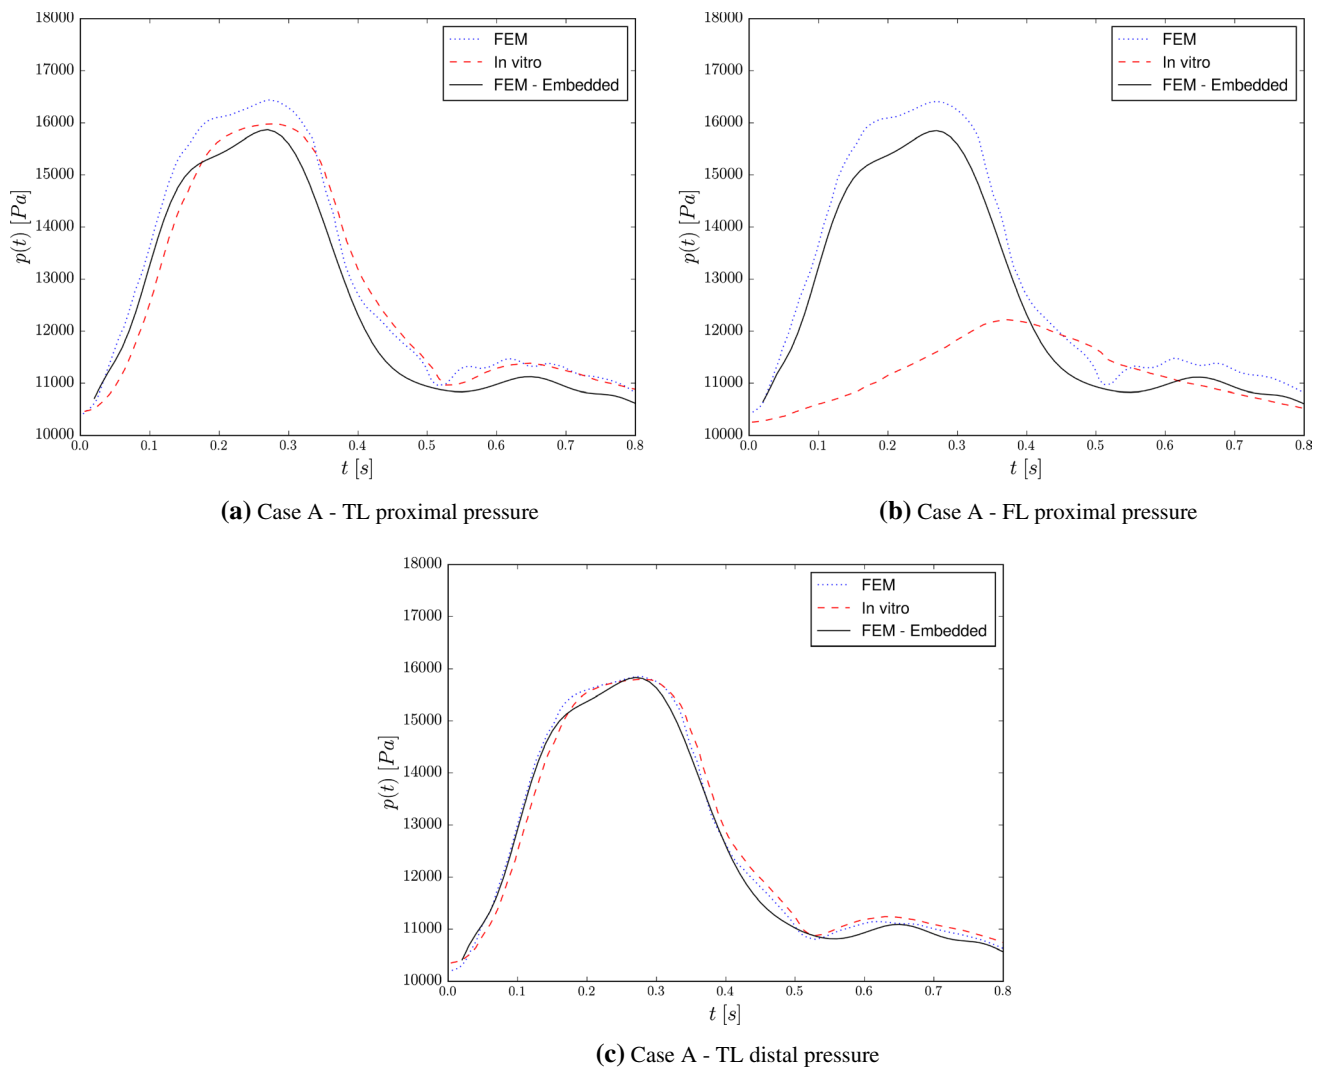 18000
17000
16000
15000
14000
13000
12000
11000
10000
p(t) [Pa]
0.0 0.1 0.2 0.3 0.4 0.5 0.6 0.7 0.8
t [s]
FEM
In vitro
FEM - Embedded
(a) Case A - TL proximal pressure
18000
17000
16000
15000
14000
13000
12000
11000
10000
p(t) [Pa]
0.0 0.1 0.2 0.3 0.4 0.5 0.6 0.7 0.8
t [s]
FEM
In vitro
FEM - Embedded
(b) Case A - FL proximal pressure
18000
17000
16000
15000
14000
13000
12000
11000
10000
p(t) [Pa]
0.0 0.1 0.2 0.3 0.4 0.5 0.6 0.7 0.8
t [s]
FEM
In vitro
FEM - Embedded
(c) Case A - TL distal pressure